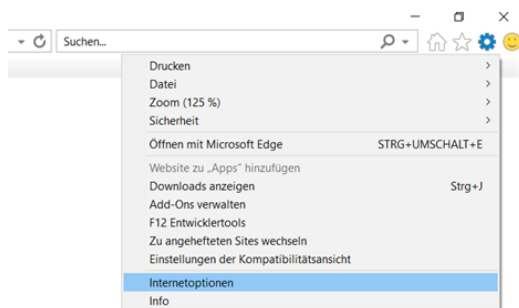 Suchen...
Drucken
Datei
Zoom (125 %)
Sicherheit
Öffnen mit Microsoft Edge STRG+UMSCHALT+E
Website zu „Apps“ hinzufügen
Downloads anzeigen Strg+J
Add-Ons verwalten
F12 Entwicklertools
Zu angehefteten Sites wechseln
Einstellungen der Kompatibilitätsansicht
Internetoptionen
Info